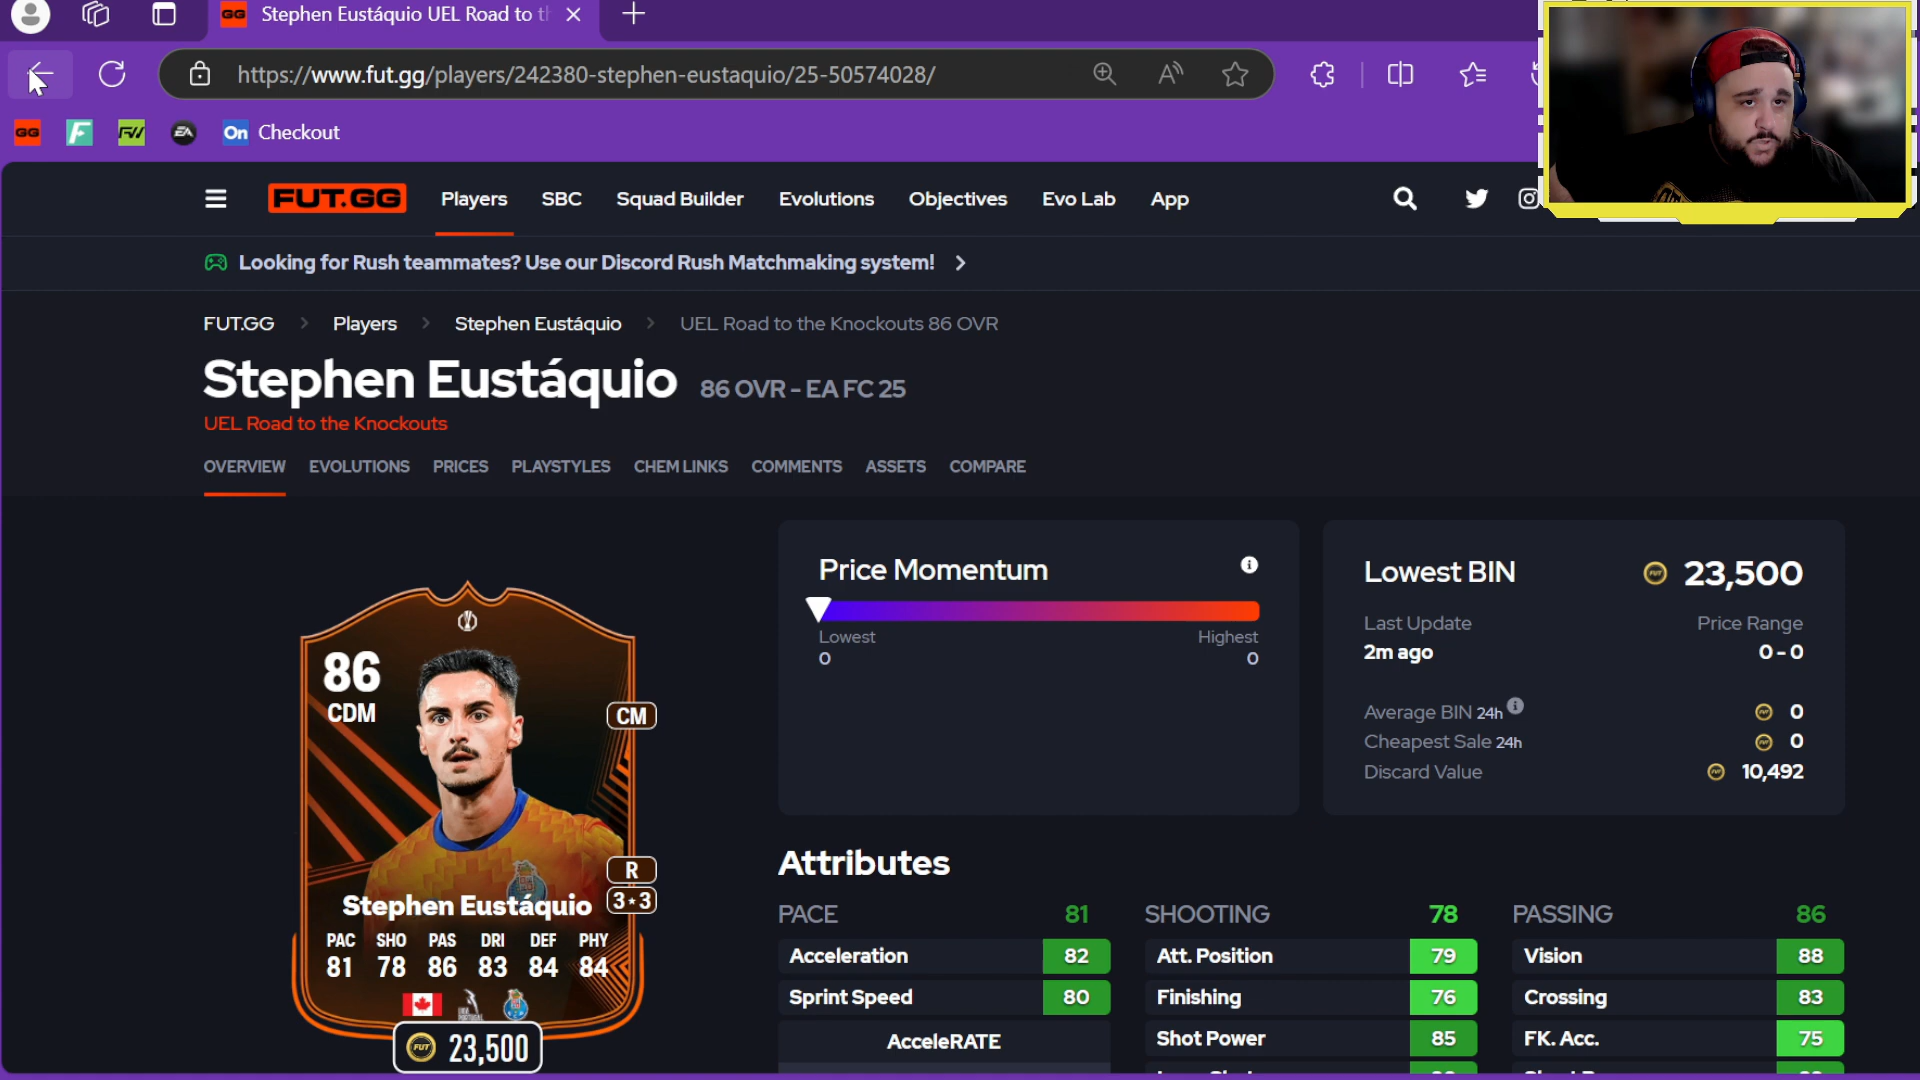 Stephen Eustáquio UEL Road to th
https://www.fut.gg/players/242380-stephen-eustaquio/25-50574028/
GG
EA
On Checkout
FUT.GG Players SBC Squad Builder Evolutions Objectives Evo Lab App
Looking for Rush teammates? Use our Discord Rush Matchmaking system!
FUT.GG Players Stephen Eustáquio UEL Road to the Knockouts 86 OVR
Stephen Eustáquio 86 OVR - EA FC 25
UEL Road to the Knockouts
OVERVIEW EVOLUTIONS PRICES PLAYSTYLES CHEM LINKS COMMENTS ASSETS COMPARE
86
CDM
CM
R
3★3
Stephen Eustáquio
PAC SHO PAS DRI DEF PHY
81 78 86 83 84 84
23,500
Price Momentum
Lowest Highest
0 0
Lowest BIN 23,500
Last Update Price Range
2m ago 0 - 0
Average BIN 24h 0
Cheapest Sale 24h 0
Discard Value 10,492
Attributes
PACE 81
Acceleration 82
Sprint Speed 80
AcceleRATE
SHOOTING 78
Att. Position 79
Finishing 76
Shot Power 85
PASSING 86
Vision 88
Crossing 83
FK. Acc. 75